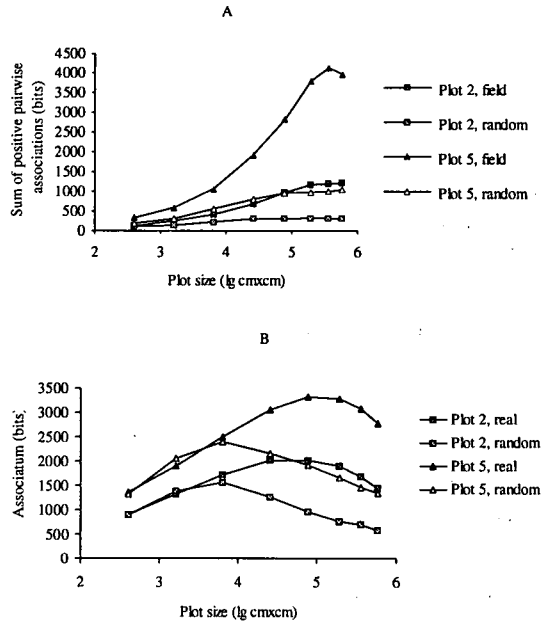 A
Sum of positive pairwise
associations (bits)
4500
4000
3500
3000
2500
2000
1500
1000
500
0
2 3 4 5 6
Plot size (lg cmxcm)
Plot 2, field
Plot 2, random
Plot 5, field
Plot 5, random
B
Associatum (bits)
3500
3000
2500
2000
1500
1000
500
0
2 3 4 5 6
Plot size (lg cmxcm)
Plot 2, real
Plot 2, random
Plot 5, real
Plot 5, random